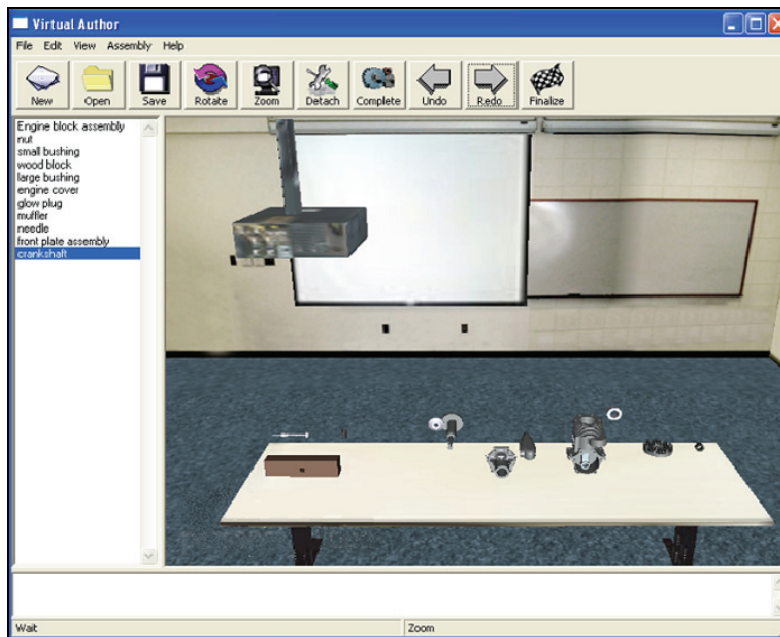 Virtual Author
File Edit View Assembly Help
New Open Save Rotate Zoom Detach Complete Undo Redo Finalize
Engine block assembly
nut
small bushing
wood block
large bushing
engine cover
glow plug
muffler
needle
front plate assembly
crankshaft
Wait Zoom